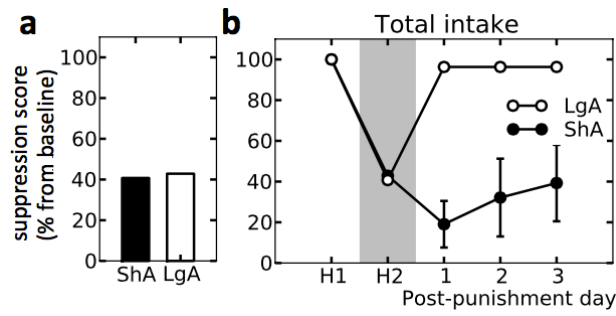 a
suppression score
(% from baseline)
100
80
60
40
20
0
ShA LgA
b
Total intake
100
80
60
40
20
0
LgA
ShA
H1 H2 1 2 3
Post-punishment day